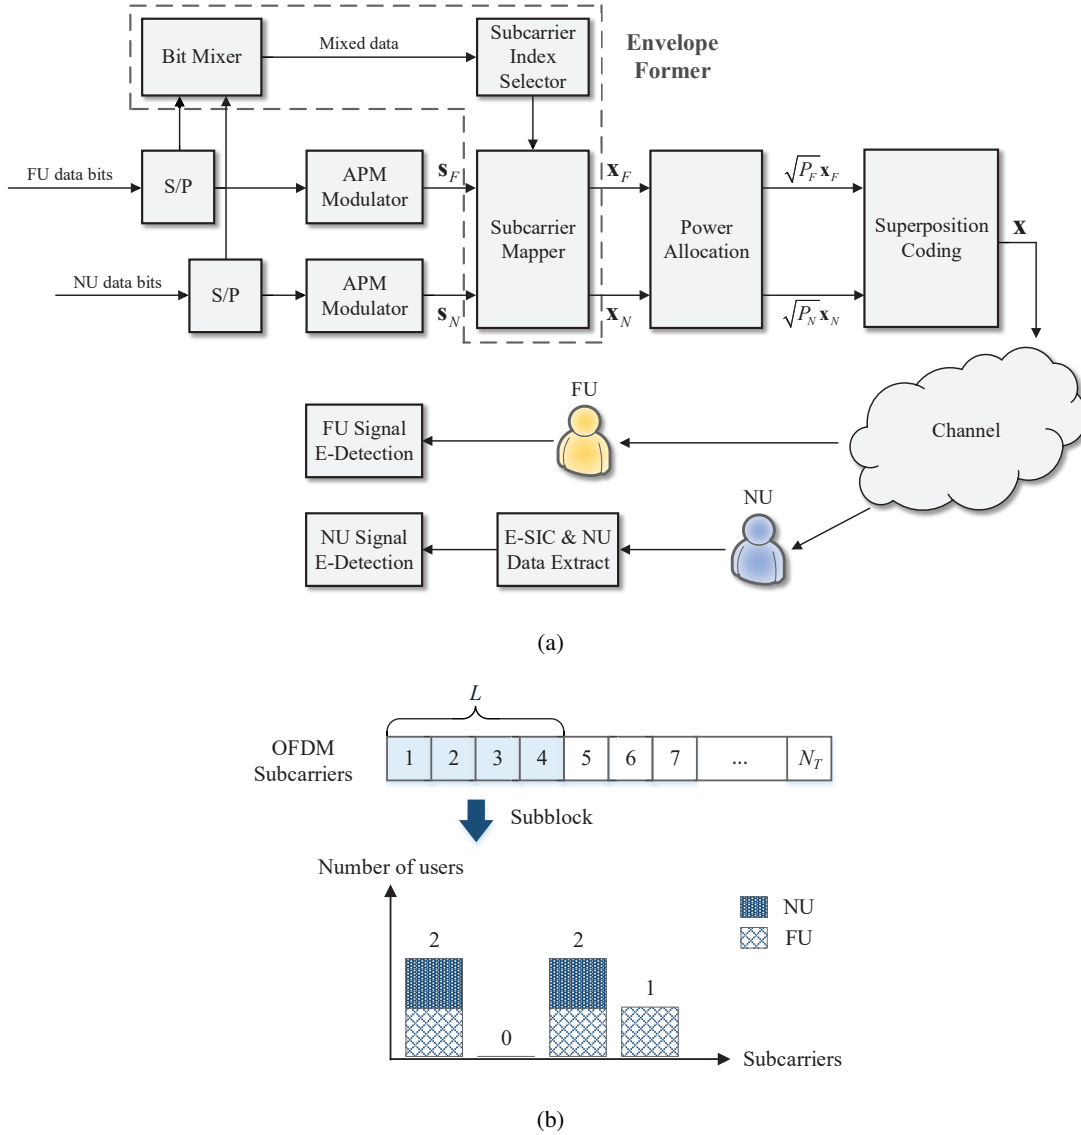 Bit Mixer
Mixed data
Subcarrier
Index
Selector
Envelope
Former
FU data bits
S/P
APM
Modulator
s_F
Subcarrier
Mapper
x_F
Power
Allocation
√P_F x_F
Superposition
Coding
x
NU data bits
S/P
APM
Modulator
s_N
x_N
√P_N x_N
FU
FU Signal
E-Detection
Channel
NU
NU Signal
E-Detection
E-SIC & NU
Data Extract
(a)
L
OFDM
Subcarriers
1 2 3 4 5 6 7 ... N_T
Subblock
Number of users
NU
FU
2
0
2
1
Subcarriers
(b)